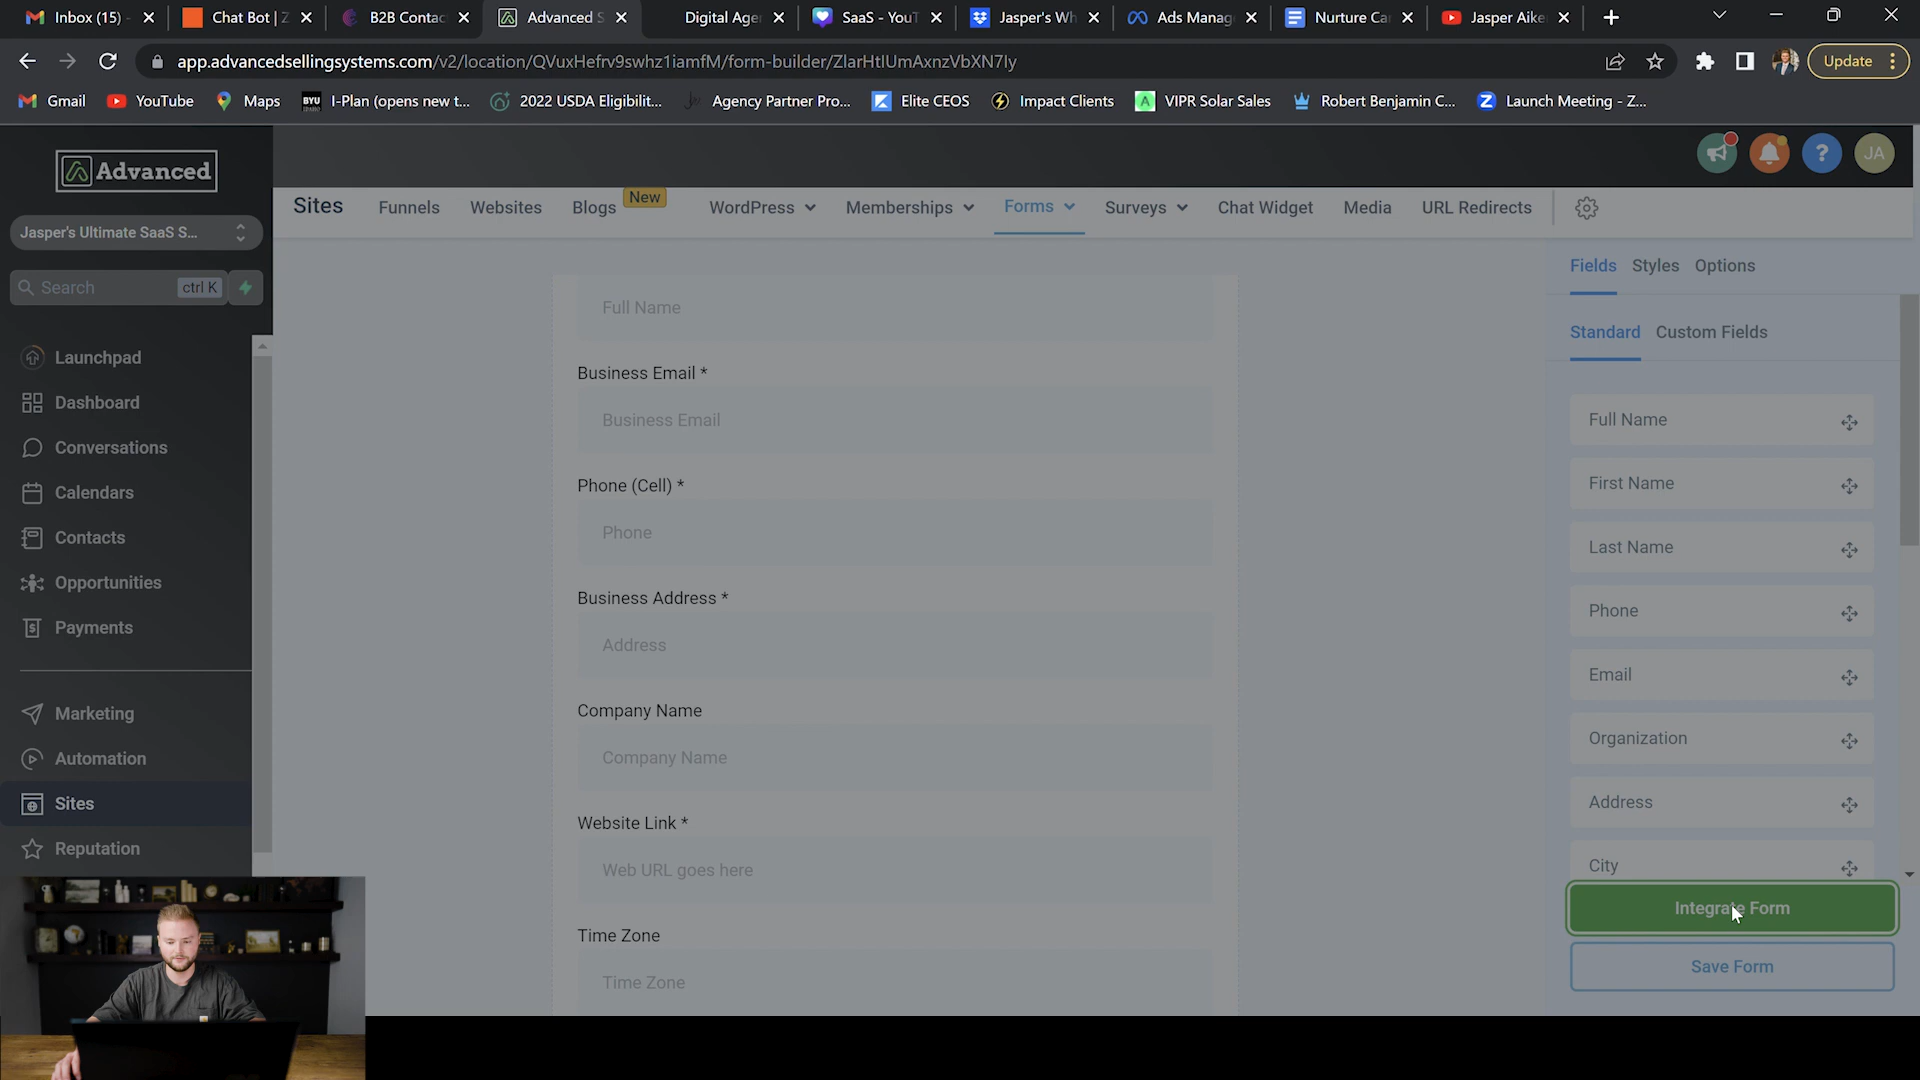 Inbox (15)
Chat Bot | Z
B2B Contac
Advanced S
Digital Age
SaaS - YouT
Jasper's Wh
Ads Manag
Nurture Ca
Jasper Aike
app.advancedsellingsystems.com/v2/location/QVuxHefrv9swhz1iamfM/form-builder/ZlarHtlUmAxnzVbXN7ly
Update
Gmail
YouTube
Maps
BYU
I-Plan (opens new t...
2022 USDA Eligibilit...
Agency Partner Pro...
Elite CEOS
Impact Clients
VIPR Solar Sales
Robert Benjamin C...
Launch Meeting - Z...
Advanced
JA
Jasper's Ultimate SaaS S...
Search
ctrl K
Launchpad
Dashboard
Conversations
Calendars
Contacts
Opportunities
Payments
Marketing
Automation
Sites
Reputation
Sites
Funnels
Websites
Blogs
New
WordPress
Memberships
Forms
Surveys
Chat Widget
Media
URL Redirects
Full Name
Business Email *
Business Email
Phone (Cell) *
Phone
Business Address *
Address
Company Name
Company Name
Website Link *
Web URL goes here
Time Zone
Time Zone
Fields
Styles
Options
Standard
Custom Fields
Full Name
First Name
Last Name
Phone
Email
Organization
Address
City
Integrate Form
Save Form